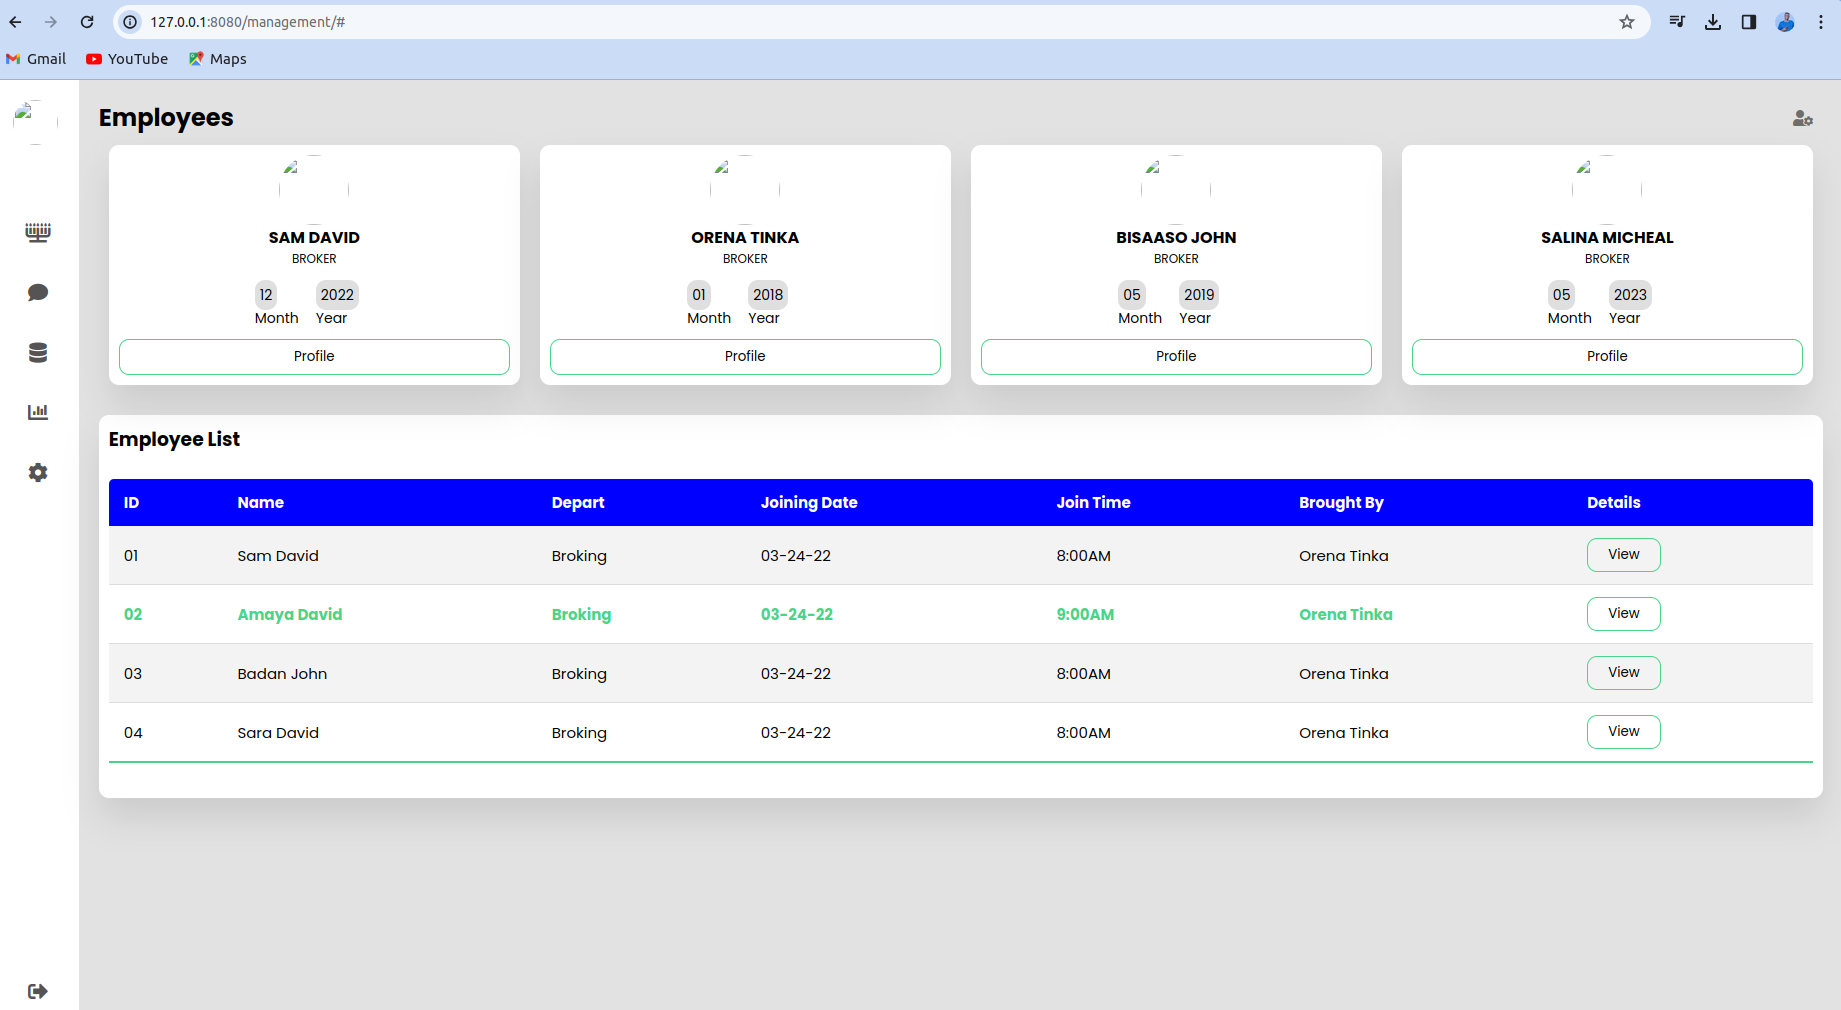 127.0.0.1:8080/management/#
Gmail YouTube Maps
Employees
SAM DAVID ORENA TINKA BISAASO JOHN SALINA MICHEAL
BROKER BROKER BROKER BROKER
12 2022 01 2018 05 2019 05 2023
Month Year Month Year Month Year Month Year
Profile Profile Profile Profile
Employee List
ID Name Depart Joining Date Join Time Brought By Details
01 Sam David Broking 03-24-22 8:00AM Orena Tinka View
02 Amaya David Broking 03-24-22 9:00AM Orena Tinka View
03 Badan John Broking 03-24-22 8:00AM Orena Tinka View
04 Sara David Broking 03-24-22 8:00AM Orena Tinka View